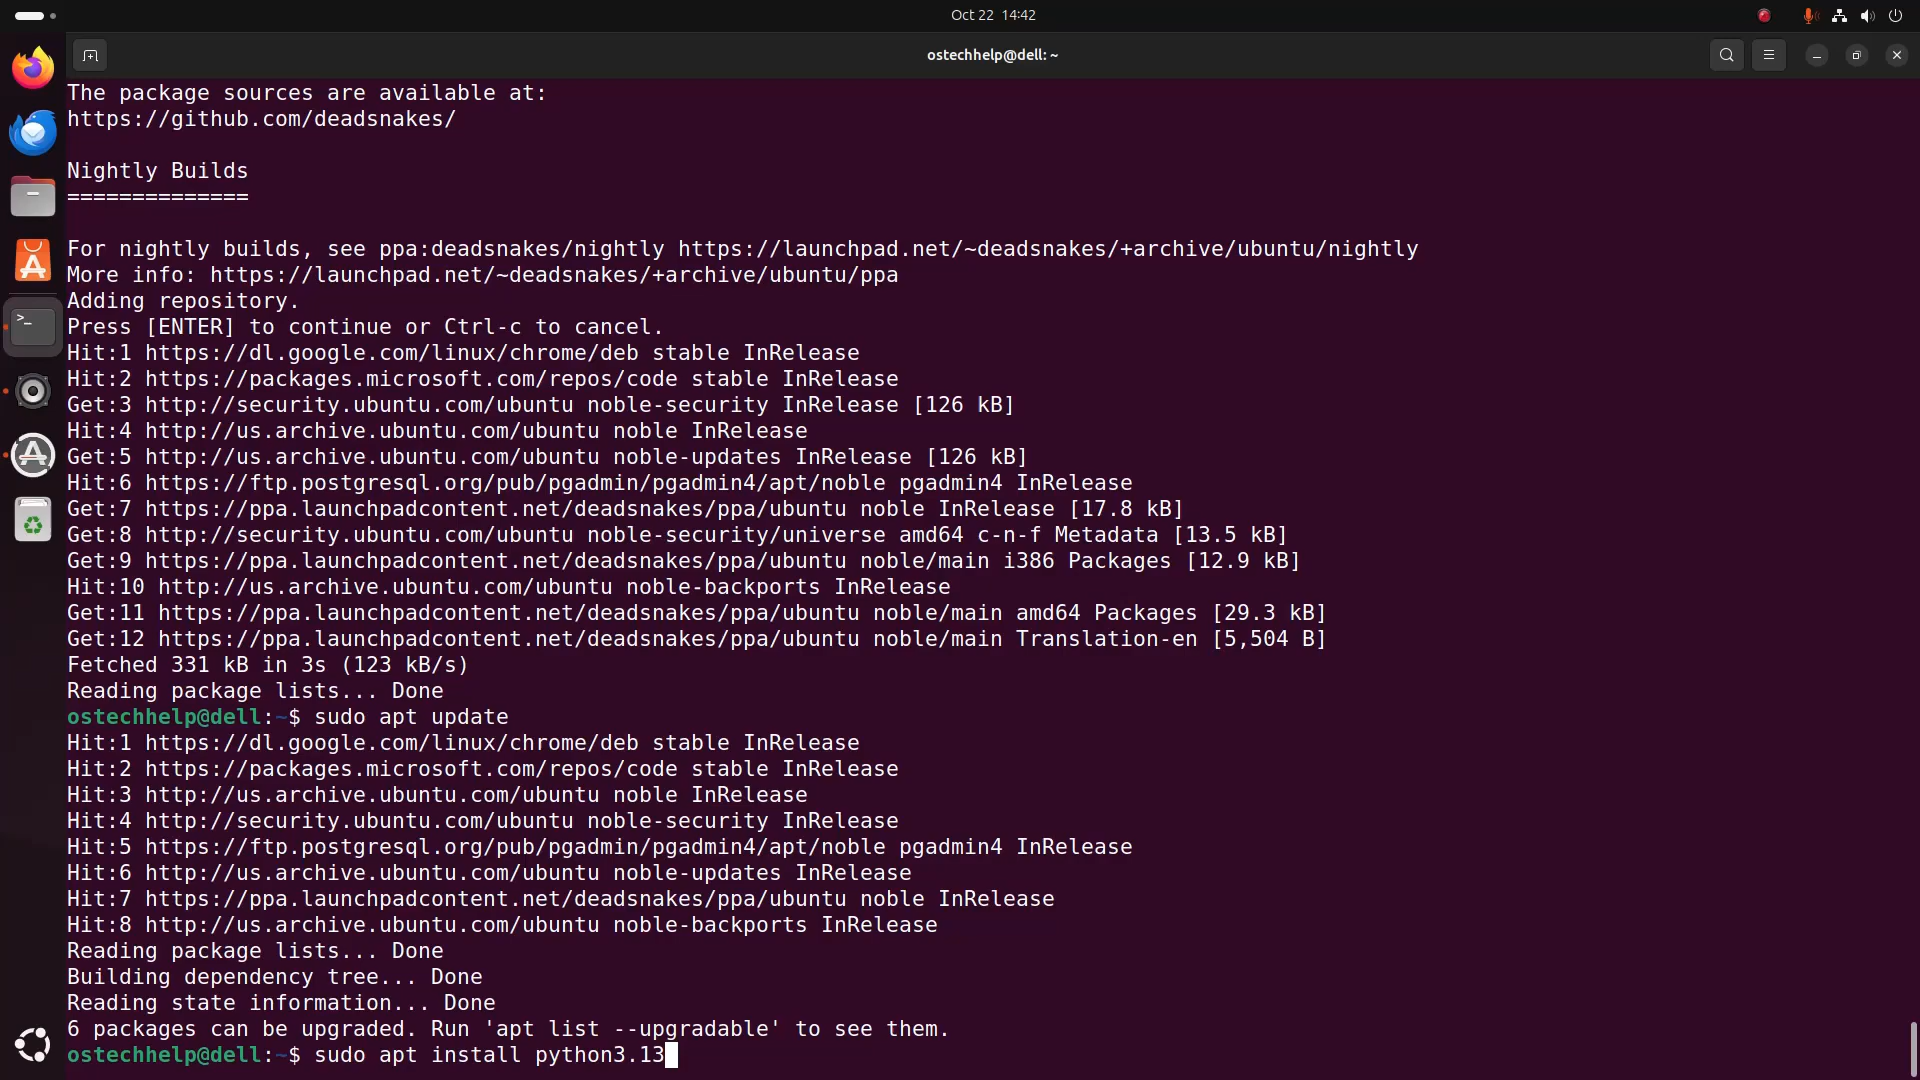 Oct 22 14:42
ostechhelp@dell: ~
The package sources are available at:
https://github.com/deadsnakes/
Nightly Builds
==============
For nightly builds, see ppa:deadsnakes/nightly https://launchpad.net/~deadsnakes/+archive/ubuntu/nightly
More info: https://launchpad.net/~deadsnakes/+archive/ubuntu/ppa
Adding repository.
Press [ENTER] to continue or Ctrl-c to cancel.
Hit:1 https://dl.google.com/linux/chrome/deb stable InRelease
Hit:2 https://packages.microsoft.com/repos/code stable InRelease
Get:3 http://security.ubuntu.com/ubuntu noble-security InRelease [126 kB]
Hit:4 http://us.archive.ubuntu.com/ubuntu noble InRelease
Get:5 http://us.archive.ubuntu.com/ubuntu noble-updates InRelease [126 kB]
Hit:6 https://ftp.postgresql.org/pub/pgadmin/pgadmin4/apt/noble pgadmin4 InRelease
Get:7 https://ppa.launchpadcontent.net/deadsnakes/ppa/ubuntu noble InRelease [17.8 kB]
Get:8 http://security.ubuntu.com/ubuntu noble-security/universe amd64 c-n-f Metadata [13.5 kB]
Get:9 https://ppa.launchpadcontent.net/deadsnakes/ppa/ubuntu noble/main i386 Packages [12.9 kB]
Hit:10 http://us.archive.ubuntu.com/ubuntu noble-backports InRelease
Get:11 https://ppa.launchpadcontent.net/deadsnakes/ppa/ubuntu noble/main amd64 Packages [29.3 kB]
Get:12 https://ppa.launchpadcontent.net/deadsnakes/ppa/ubuntu noble/main Translation-en [5,504 B]
Fetched 331 kB in 3s (123 kB/s)
Reading package lists... Done
ostechhelp@dell:~$ sudo apt update
Hit:1 https://dl.google.com/linux/chrome/deb stable InRelease
Hit:2 https://packages.microsoft.com/repos/code stable InRelease
Hit:3 http://us.archive.ubuntu.com/ubuntu noble InRelease
Hit:4 http://security.ubuntu.com/ubuntu noble-security InRelease
Hit:5 https://ftp.postgresql.org/pub/pgadmin/pgadmin4/apt/noble pgadmin4 InRelease
Hit:6 http://us.archive.ubuntu.com/ubuntu noble-updates InRelease
Hit:7 https://ppa.launchpadcontent.net/deadsnakes/ppa/ubuntu noble InRelease
Hit:8 http://us.archive.ubuntu.com/ubuntu noble-backports InRelease
Reading package lists... Done
Building dependency tree... Done
Reading state information... Done
6 packages can be upgraded. Run 'apt list --upgradable' to see them.
ostechhelp@dell:~$ sudo apt install python3.13